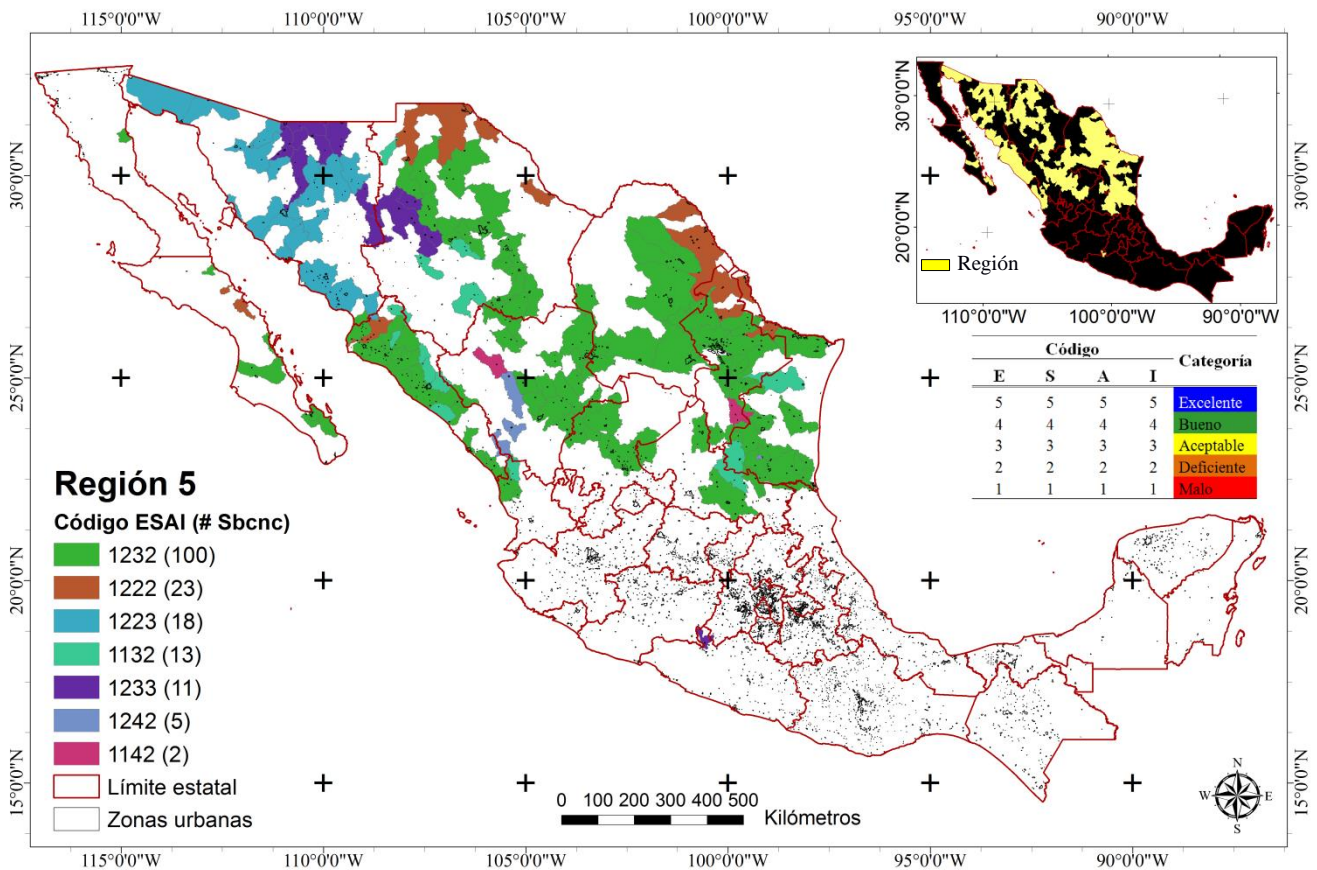 115°0'0"W 110°0'0"W 105°0'0"W 100°0'0"W 95°0'0"W 90°0'0"W
30°0'0"N
25°0'0"N
20°0'0"N
15°0'0"N
30°0'0"N
20°0'0"N
30°0'0"N
20°0'0"N
Región
110°0'0"W 100°0'0"W 90°0'0"W
Código Categoría
E S A I
5 5 5 5 Excelente
4 4 4 4 Bueno
3 3 3 3 Aceptable
2 2 2 2 Deficiente
1 1 1 1 Malo
30°0'0"N
25°0'0"N
20°0'0"N
15°0'0"N
Región 5
Código ESAI (# Sbcnc)
1232 (100)
1222 (23)
1223 (18)
1132 (13)
1233 (11)
1242 (5)
1142 (2)
Límite estatal
Zonas urbanas
0 100 200 300 400 500
Kilómetros
N
W E
S
115°0'0"W 110°0'0"W 105°0'0"W 100°0'0"W 95°0'0"W 90°0'0"W